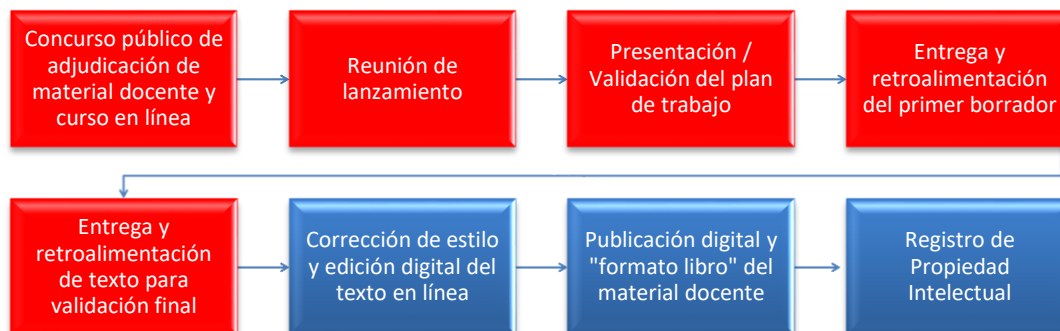 Concurso público de
adjudicación de
material docente y
curso en línea
Reunión de
lanzamiento
Presentación /
Validación del plan
de trabajo
Entrega y
retroalimentación
del primer borrador
Entrega y
retroalimentación
de texto para
validación final
Corrección de estilo
y edición digital del
texto en línea
Publicación digital y
"formato libro" del
material docente
Registro de
Propiedad
Intelectual